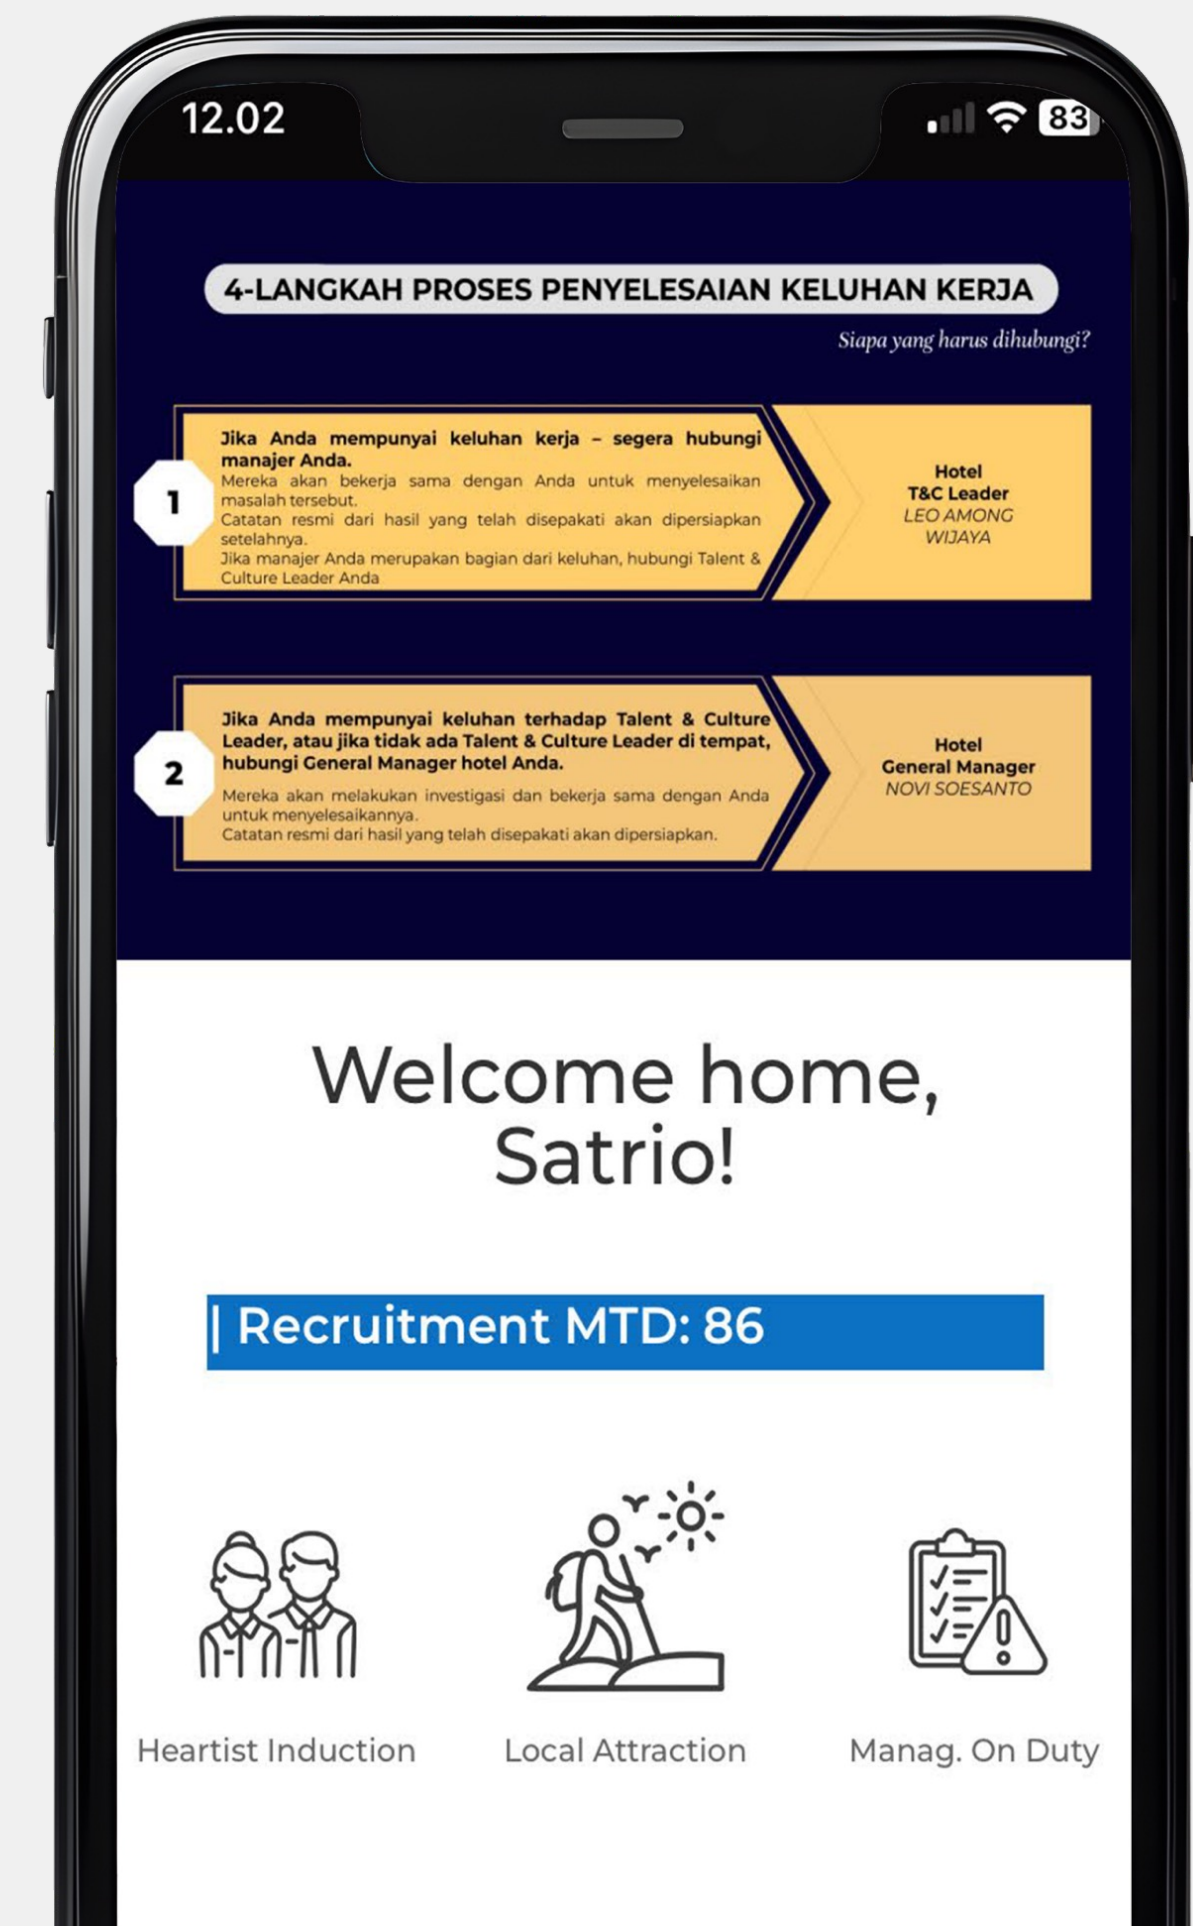 12.02
83
4-LANGKAH PROSES PENYELESAIAN KELUHAN KERJA
Siapa yang harus dihubungi?
1
Jika Anda mempunyai keluhan kerja – segera hubungi
manajer Anda.
Mereka akan bekerja sama dengan Anda untuk menyelesaikan
masalah tersebut.
Catatan resmi dari hasil yang telah disepakati akan dipersiapkan
setelahnya.
Jika manajer Anda merupakan bagian dari keluhan, hubungi Talent &
Culture Leader Anda
Hotel
T&C Leader
LEO AMONG
WIJAYA
2
Jika Anda mempunyai keluhan terhadap Talent & Culture
Leader, atau jika tidak ada Talent & Culture Leader di tempat,
hubungi General Manager hotel Anda.
Mereka akan melakukan investigasi dan bekerja sama dengan Anda
untuk menyelesaikannya.
Catatan resmi dari hasil yang telah disepakati akan dipersiapkan.
Hotel
General Manager
NOVI SOESANTO
Welcome home,
Satrio!
| Recruitment MTD: 86
Heartist Induction
Local Attraction
Manag. On Duty